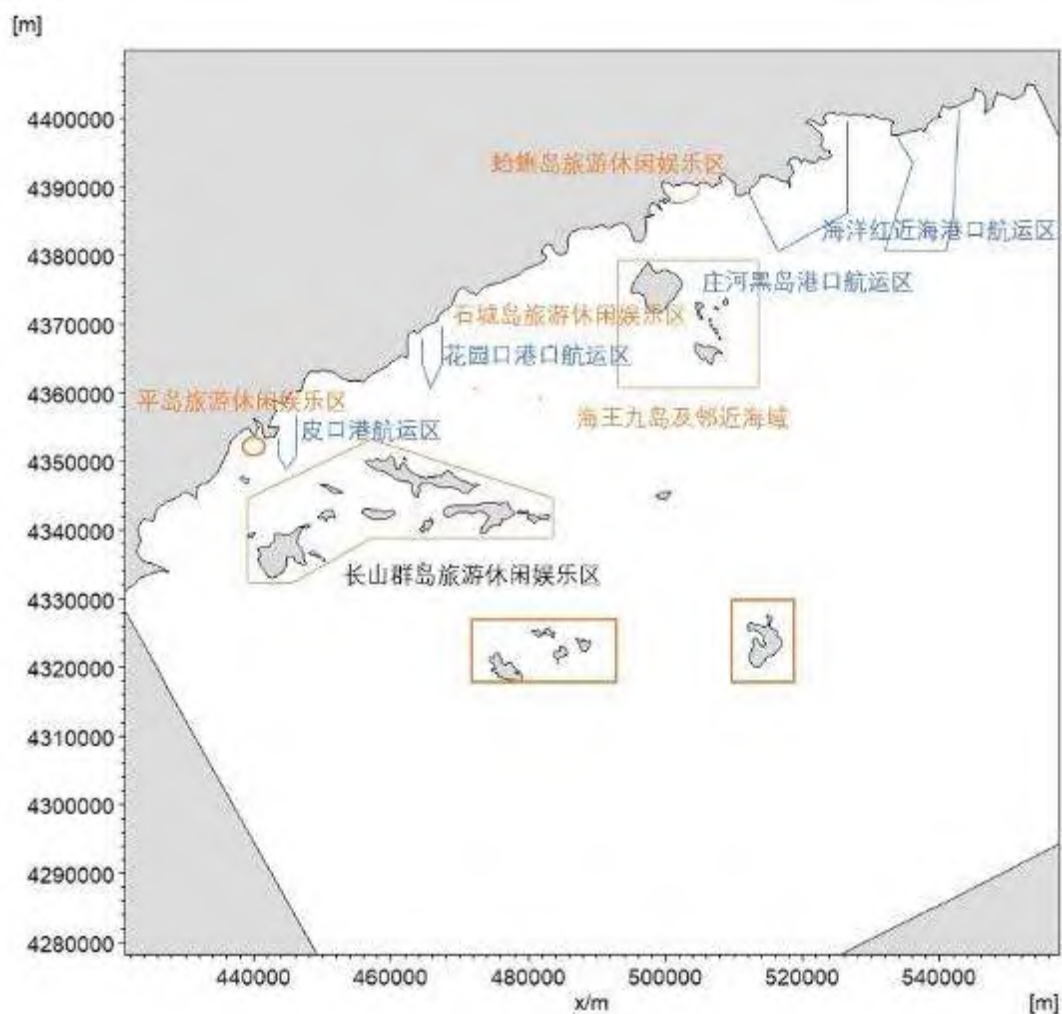 [m]
4400000
蛤蜊岛旅游休闲娱乐区
4390000
海洋红近海港口航运区
4380000
庄河黑岛港口航运区
4370000
石城岛旅游休闲娱乐区
花园口港口航运区
4360000
平岛旅游休闲娱乐区
海王九岛及邻近海域
皮口港航运区
4350000
4340000
长山群岛旅游休闲娱乐区
4330000
4320000
4310000
4300000
4290000
4280000
440000 460000 480000 500000 520000 540000
x/m [m]